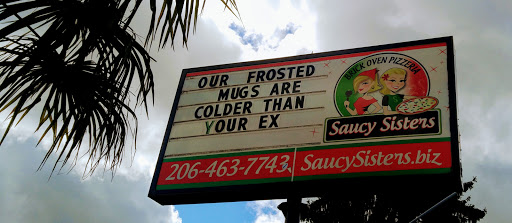 OUR FROSTED
MUGS ARE
COLDER THAN
YOUR EX
BRICK OVEN PIZZERIA
Saucy Sisters
206-463-7743
SaucySisters.biz